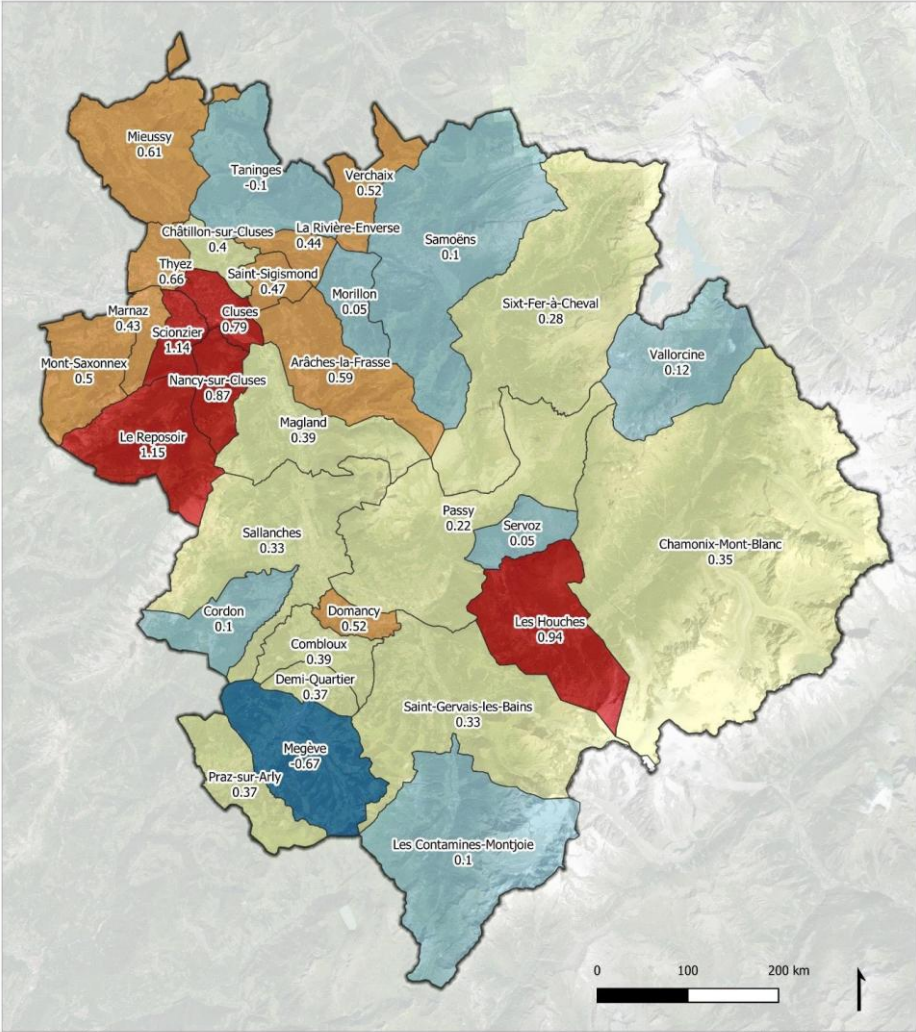 Mieussy
0.61
Taninges
-0.1
Verchaix
0.52
Châtillon-sur-Cluses
0.4
La Rivière-Enverse
0.44
Samoëns
0.1
Thyez
0.66
Saint-Sigismond
0.47
Morillon
0.05
Sixt-Fer-à-Cheval
0.28
Marnaz
0.43
Cluses
0.79
Scionzier
1.14
Vallorcine
0.12
Mont-Saxonnex
0.5
Arâches-la-Frasse
0.59
Nancy-sur-Cluses
0.87
Magland
0.39
Le Reposoir
1.15
Passy
0.22
Servoz
0.05
Sallanches
0.33
Chamonix-Mont-Blanc
0.35
Cordon
0.1
Domancy
0.52
Les Houches
0.94
Combloux
0.39
Demi-Quartier
0.37
Saint-Gervais-les-Bains
0.33
Megève
-0.67
Praz-sur-Arly
0.37
Les Contamines-Montjoie
0.1
0 100 200 km